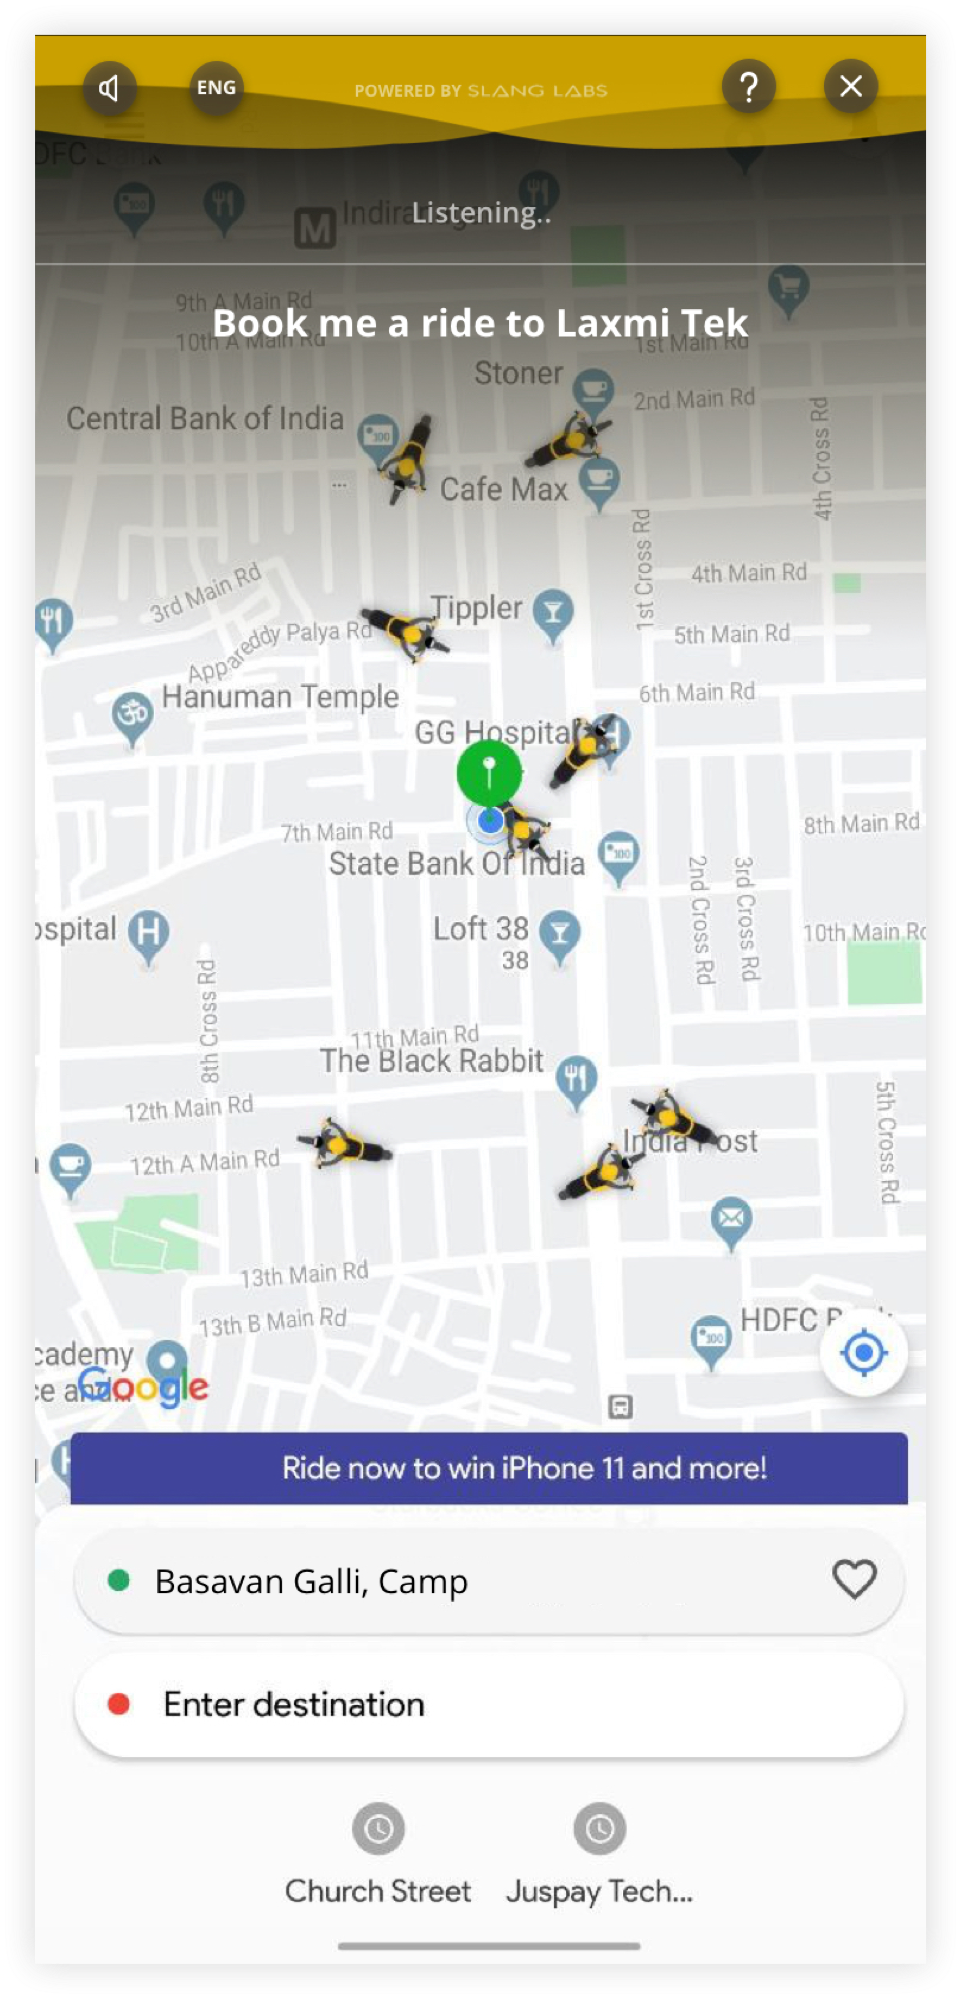 ENG
POWERED BY SLANG LABS
?
DFC Bank
Listening..
M
9th A Main Rd
Book me a ride to Laxmi Tek
10th A Main Rd
1st Main Rd
Stoner
2nd Main Rd
Central Bank of India
4th Cross Rd
Cafe Max
1st Cross Rd
4th Main Rd
3rd Main Rd
Tippler
Appareddy Palya Rd
5th Main Rd
Hanuman Temple
6th Main Rd
GG Hospital
7th Main Rd
8th Main Rd
State Bank Of India
2nd Cross Rd
3rd Cross Rd
ospital
Loft 38
38
10th Main Rd
8th Cross Rd
11th Main Rd
The Black Rabbit
12th Main Rd
5th Cross Rd
India Post
12th A Main Rd
13th Main Rd
13th B Main Rd
HDFC
cademy
ce and...
Google
Ride now to win iPhone 11 and more!
Basavan Galli, Camp
Enter destination
Church Street
Juspay Tech...